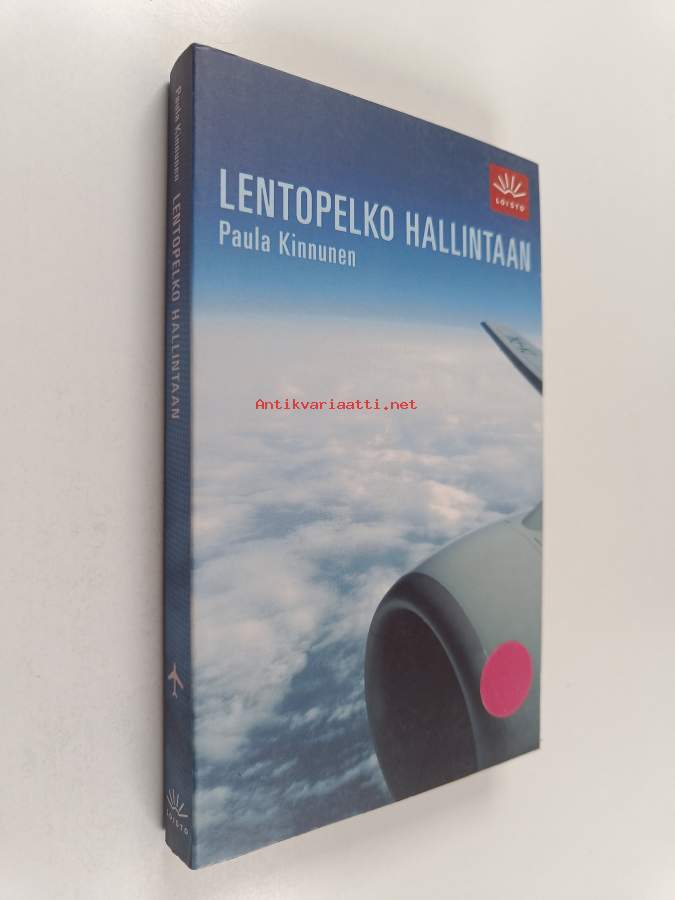 LENTOPELKO HALLINTAAN
Paula Kinnunen
LOISTO
Paula Kinnunen LENTOPELKO HALLINTAAN
LOISTO
Antikvariaatti.net